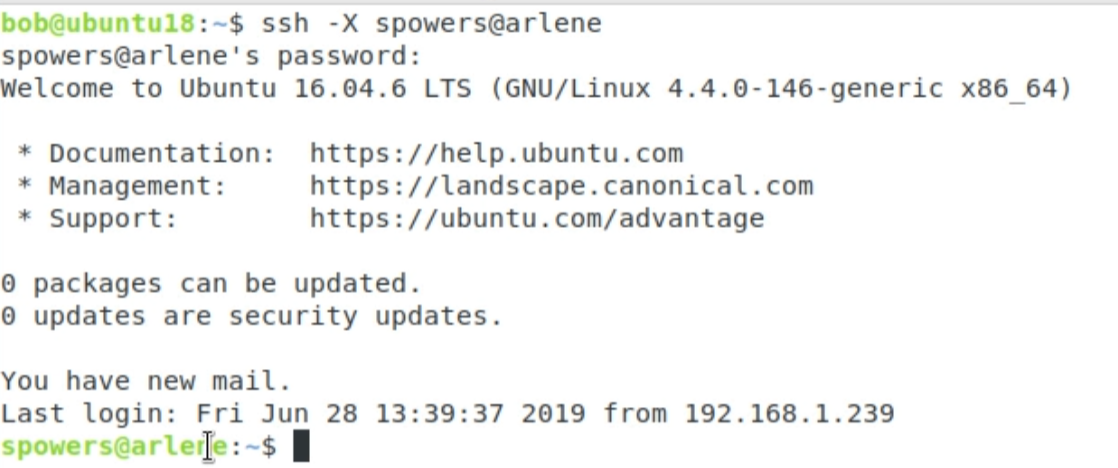 bob@ubuntu18:~$ ssh -X spowers@arlene
spowers@arlene's password:
Welcome to Ubuntu 16.04.6 LTS (GNU/Linux 4.4.0-146-generic x86_64)
* Documentation:  https://help.ubuntu.com
* Management:     https://landscape.canonical.com
* Support:        https://ubuntu.com/advantage
0 packages can be updated.
0 updates are security updates.
You have new mail.
Last login: Fri Jun 28 13:39:37 2019 from 192.168.1.239
spowers@arlene:~$